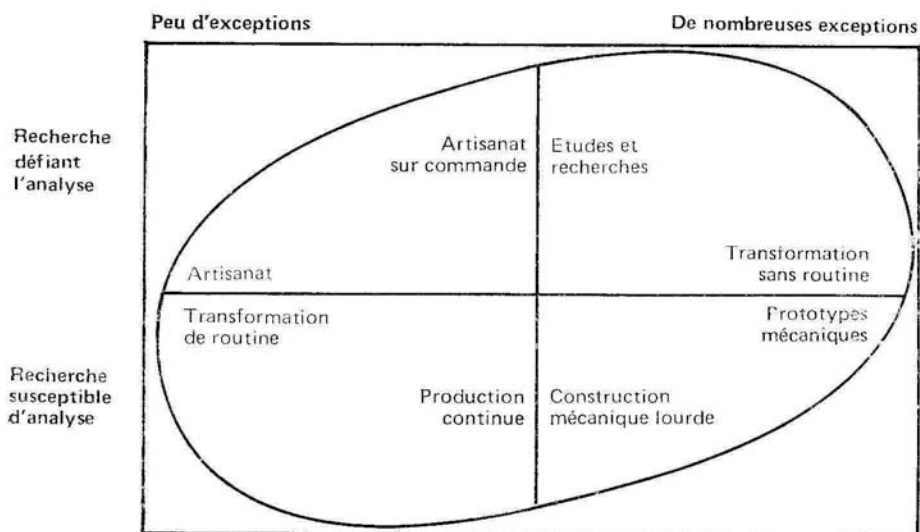 Peu d'exceptions
De nombreuses exceptions
Recherche
défiant
l'analyse
Artisanat
sur commande
Etudes et
recherches
Artisanat
Transformation
sans routine
Transformation
de routine
Prototypes
mécaniques
Recherche
susceptible
d'analyse
Production
continue
Construction
mécanique lourde